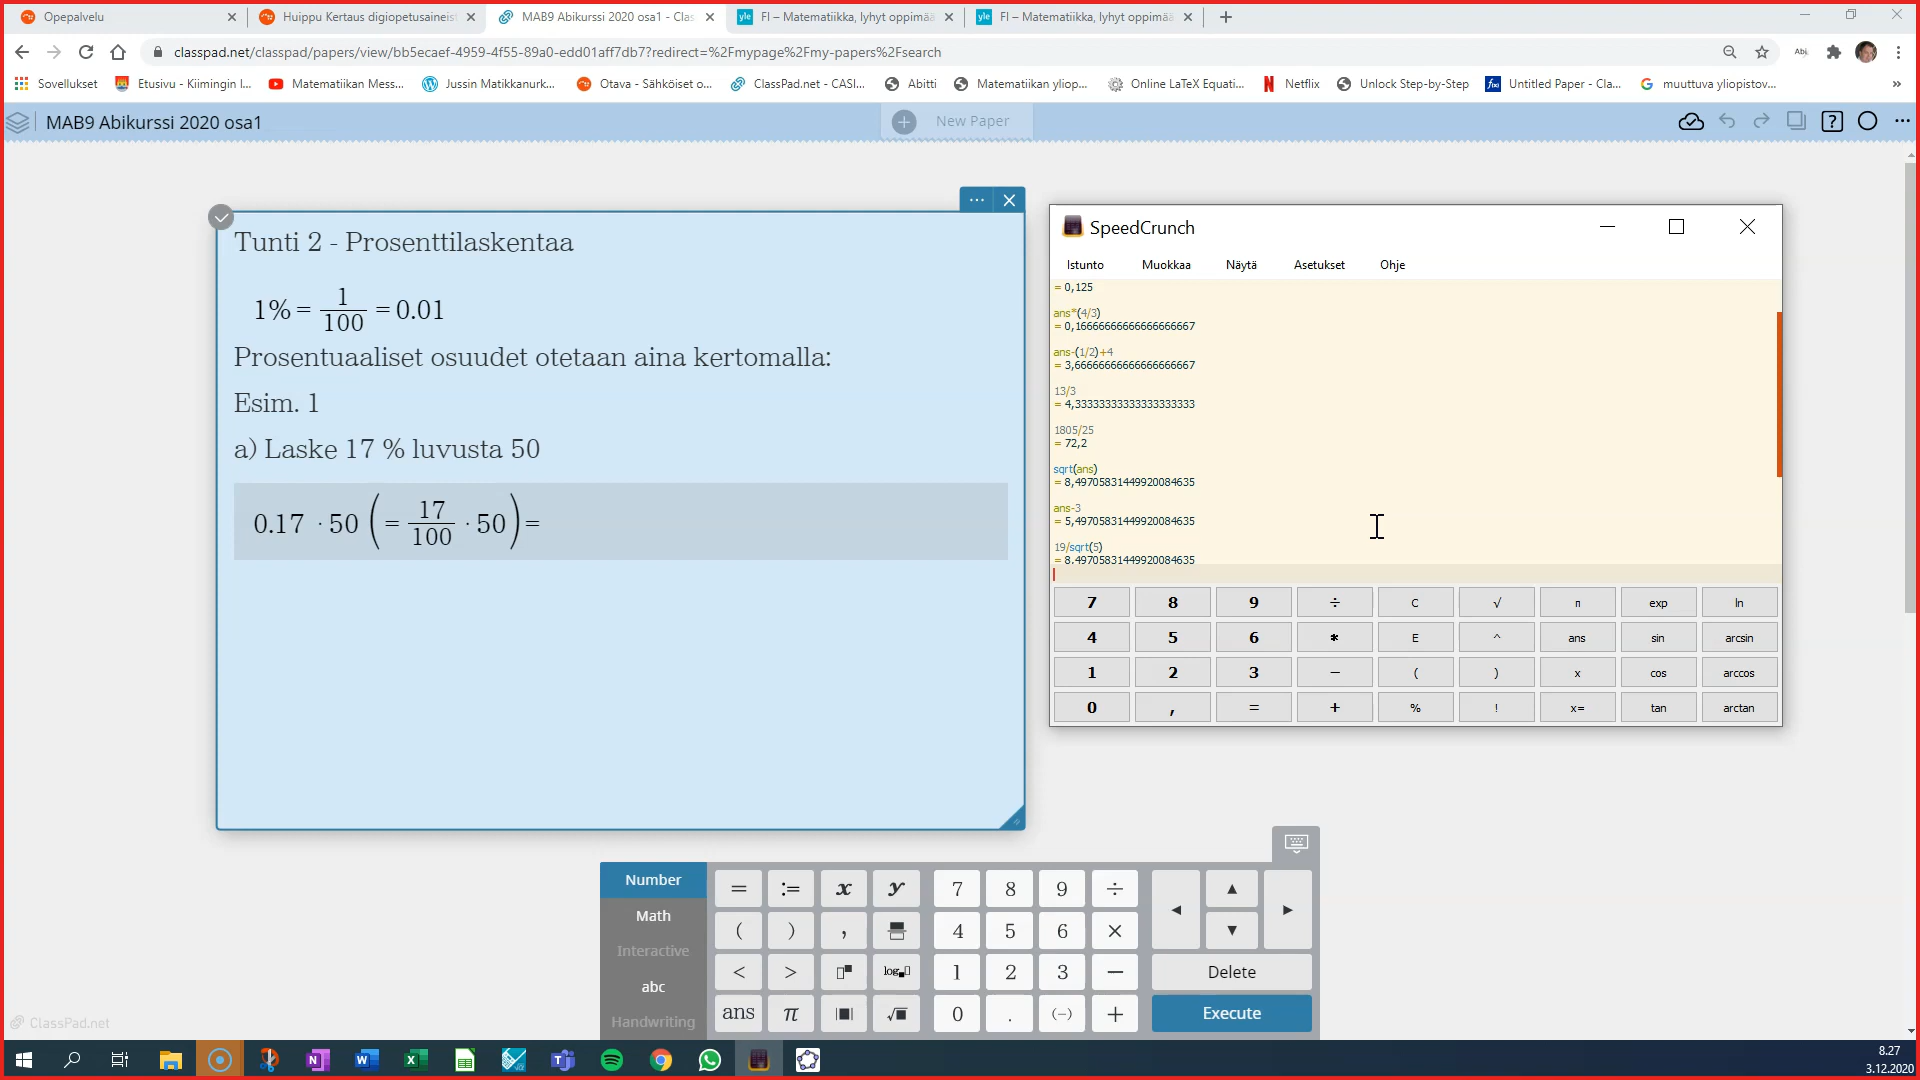 Opepalvelu
Huippu Kertaus digiopetusaineist
MAB9 Abikurssi 2020 osa1 - Clas
yle FI – Matematiikka, lyhyt oppimää
yle FI – Matematiikka, lyhyt oppimää
classpad.net/classpad/papers/view/bb5ecaef-4959-4f55-89a0-edd01aff7db7?redirect=%2Fmypage%2Fmy-papers%2Fsearch
Sovellukset
Etusivu - Kiimingin l...
Matematiikan Mess...
Jussin Matikkanurk...
Otava - Sähköiset o...
ClassPad.net - CASI...
Abitti
Matematiikan yliop...
Online LaTeX Equati...
Netflix
Unlock Step-by-Step
Untitled Paper - Cla...
muuttuva yliopistov...
MAB9 Abikurssi 2020 osa1
New Paper
Tunti 2 - Prosenttilaskentaa
1% = 1/100 = 0.01
Prosentuaaliset osuudet otetaan aina kertomalla:
Esim. 1
a) Laske 17 % luvusta 50
0.17 · 50 (= 17/100 · 50) =
SpeedCrunch
Istunto Muokkaa Näytä Asetukset Ohje
= 0,125
ans*(4/3)
= 0,16666666666666666667
ans-(1/2)+4
= 3,66666666666666666667
13/3
= 4,33333333333333333333
1805/25
= 72,2
sqrt(ans)
= 8,49705831449920084635
ans-3
= 5,49705831449920084635
19/sqrt(5)
= 8,49705831449920084635
7 8 9 ÷ C √ π exp ln
4 5 6 * E ^ ans sin arcsin
1 2 3 − ( ) x cos arccos
0 , = + % ! x= tan arctan
Number
Math
Interactive
abc
Handwriting
= := x y 7 8 9 ÷
( ) , 4 5 6 ×
< > log 1 2 3 − Delete
ans π 0 . (−) + Execute
ClassPad.net
8.27
3.12.2020